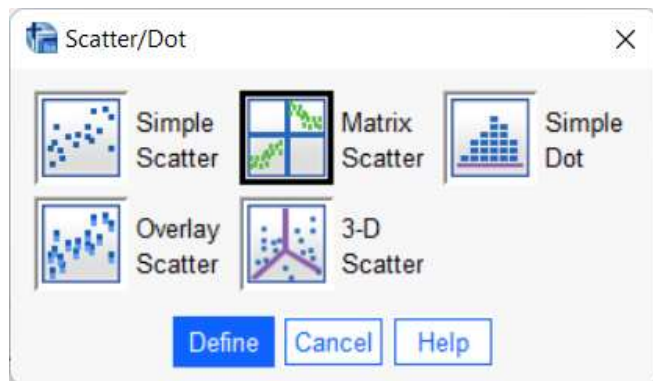 Scatter/Dot
Simple
Scatter
Matrix
Scatter
Simple
Dot
Overlay
Scatter
3-D
Scatter
Define
Cancel
Help